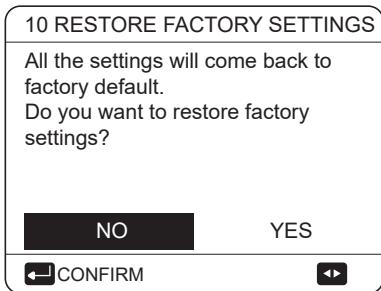 10 RESTORE FACTORY SETTINGS
All the settings will come back to
factory default.
Do you want to restore factory
settings?
NO YES
CONFIRM